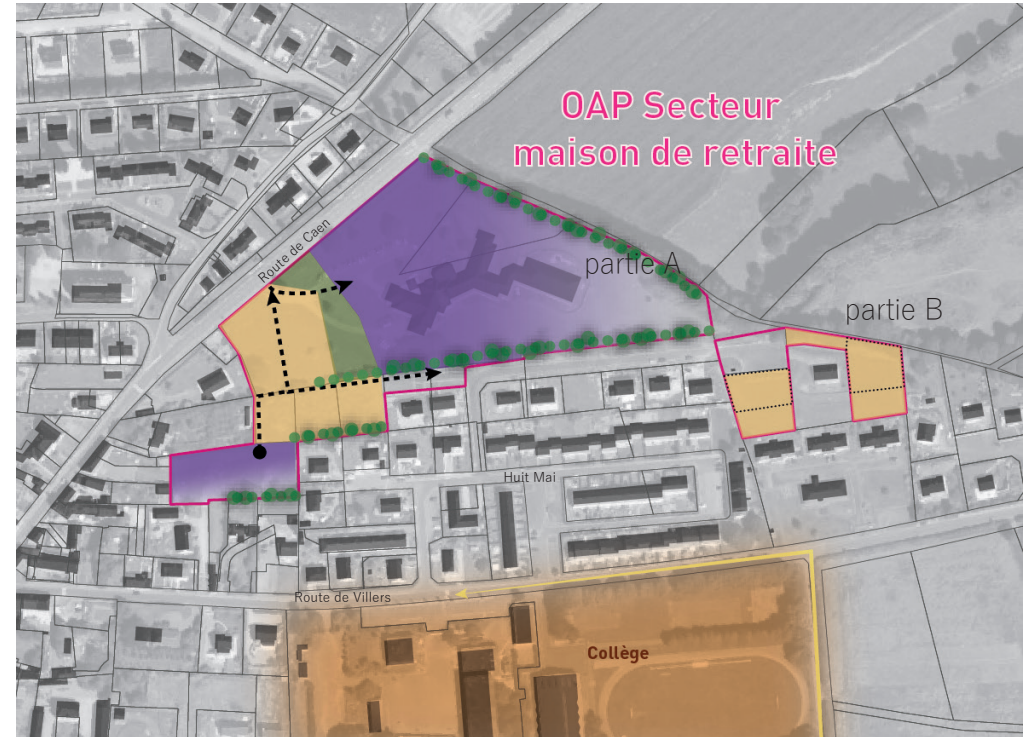 OAP Secteur
maison de retraite
Route de Caen
partie A
partie B
Huit Mai
Route de Villers
Collège